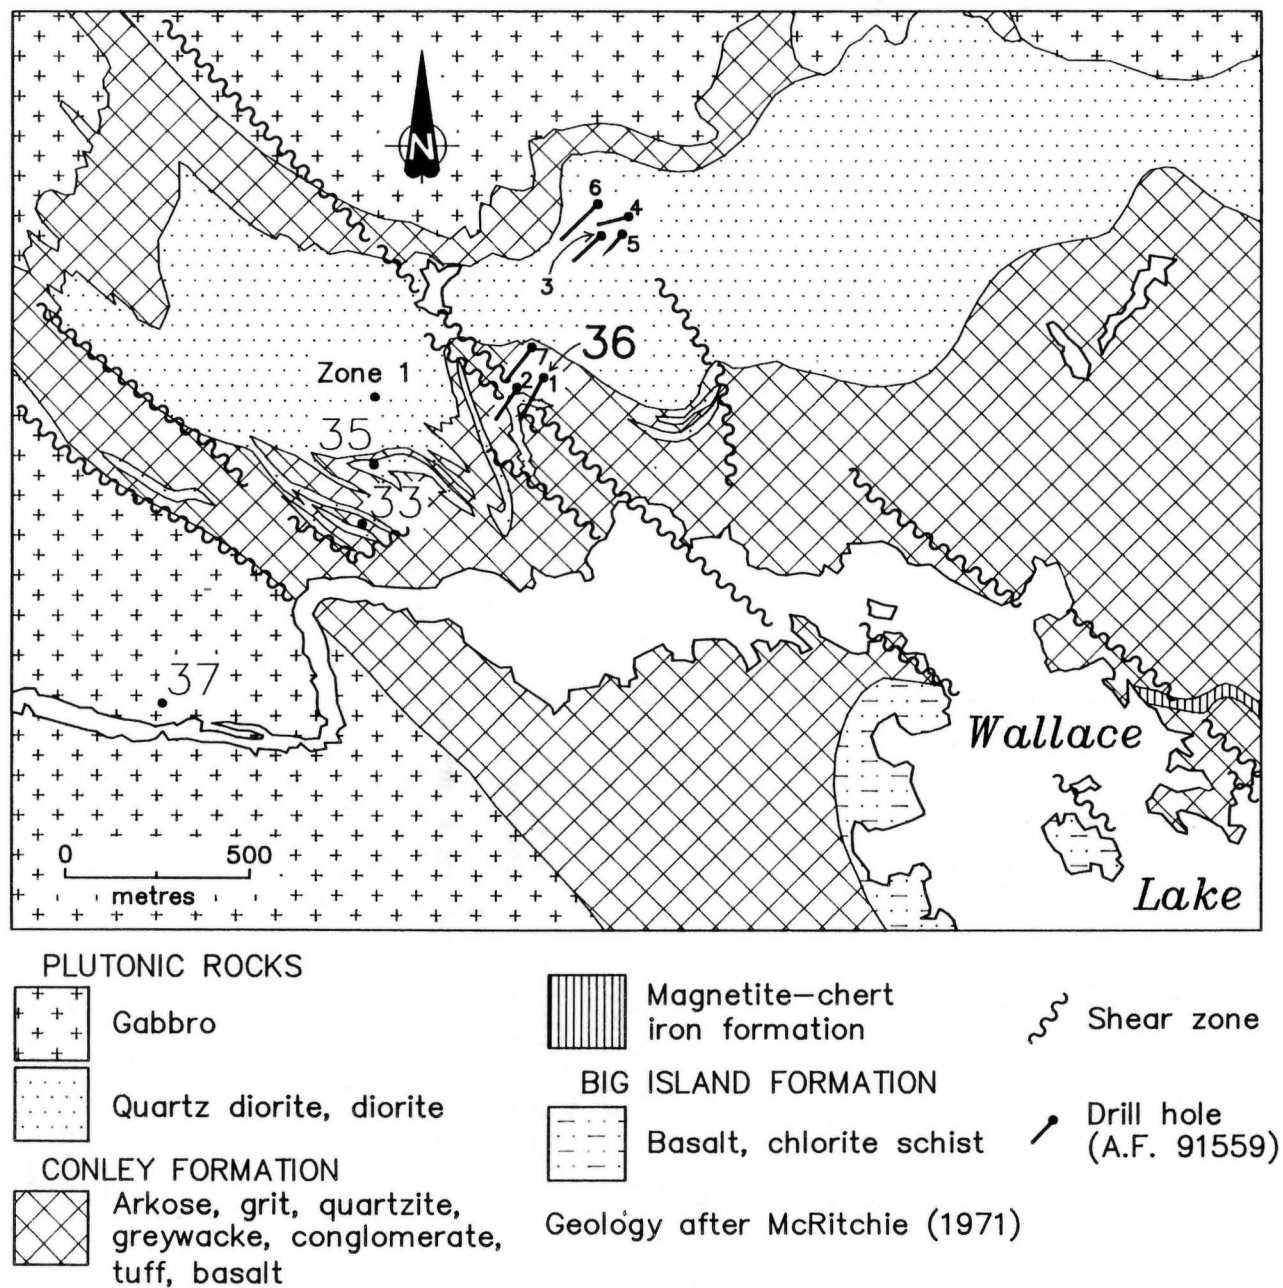 N
6
4
5
3
36
7
2
1
Zone 1
35
33
37
Wallace
Lake
0 500
metres
PLUTONIC ROCKS
Gabbro
Quartz diorite, diorite
CONLEY FORMATION
Arkose, grit, quartzite,
greywacke, conglomerate,
tuff, basalt
Magnetite-chert
iron formation
BIG ISLAND FORMATION
Basalt, chlorite schist
Geology after McRitchie (1971)
Shear zone
Drill hole
(A.F. 91559)